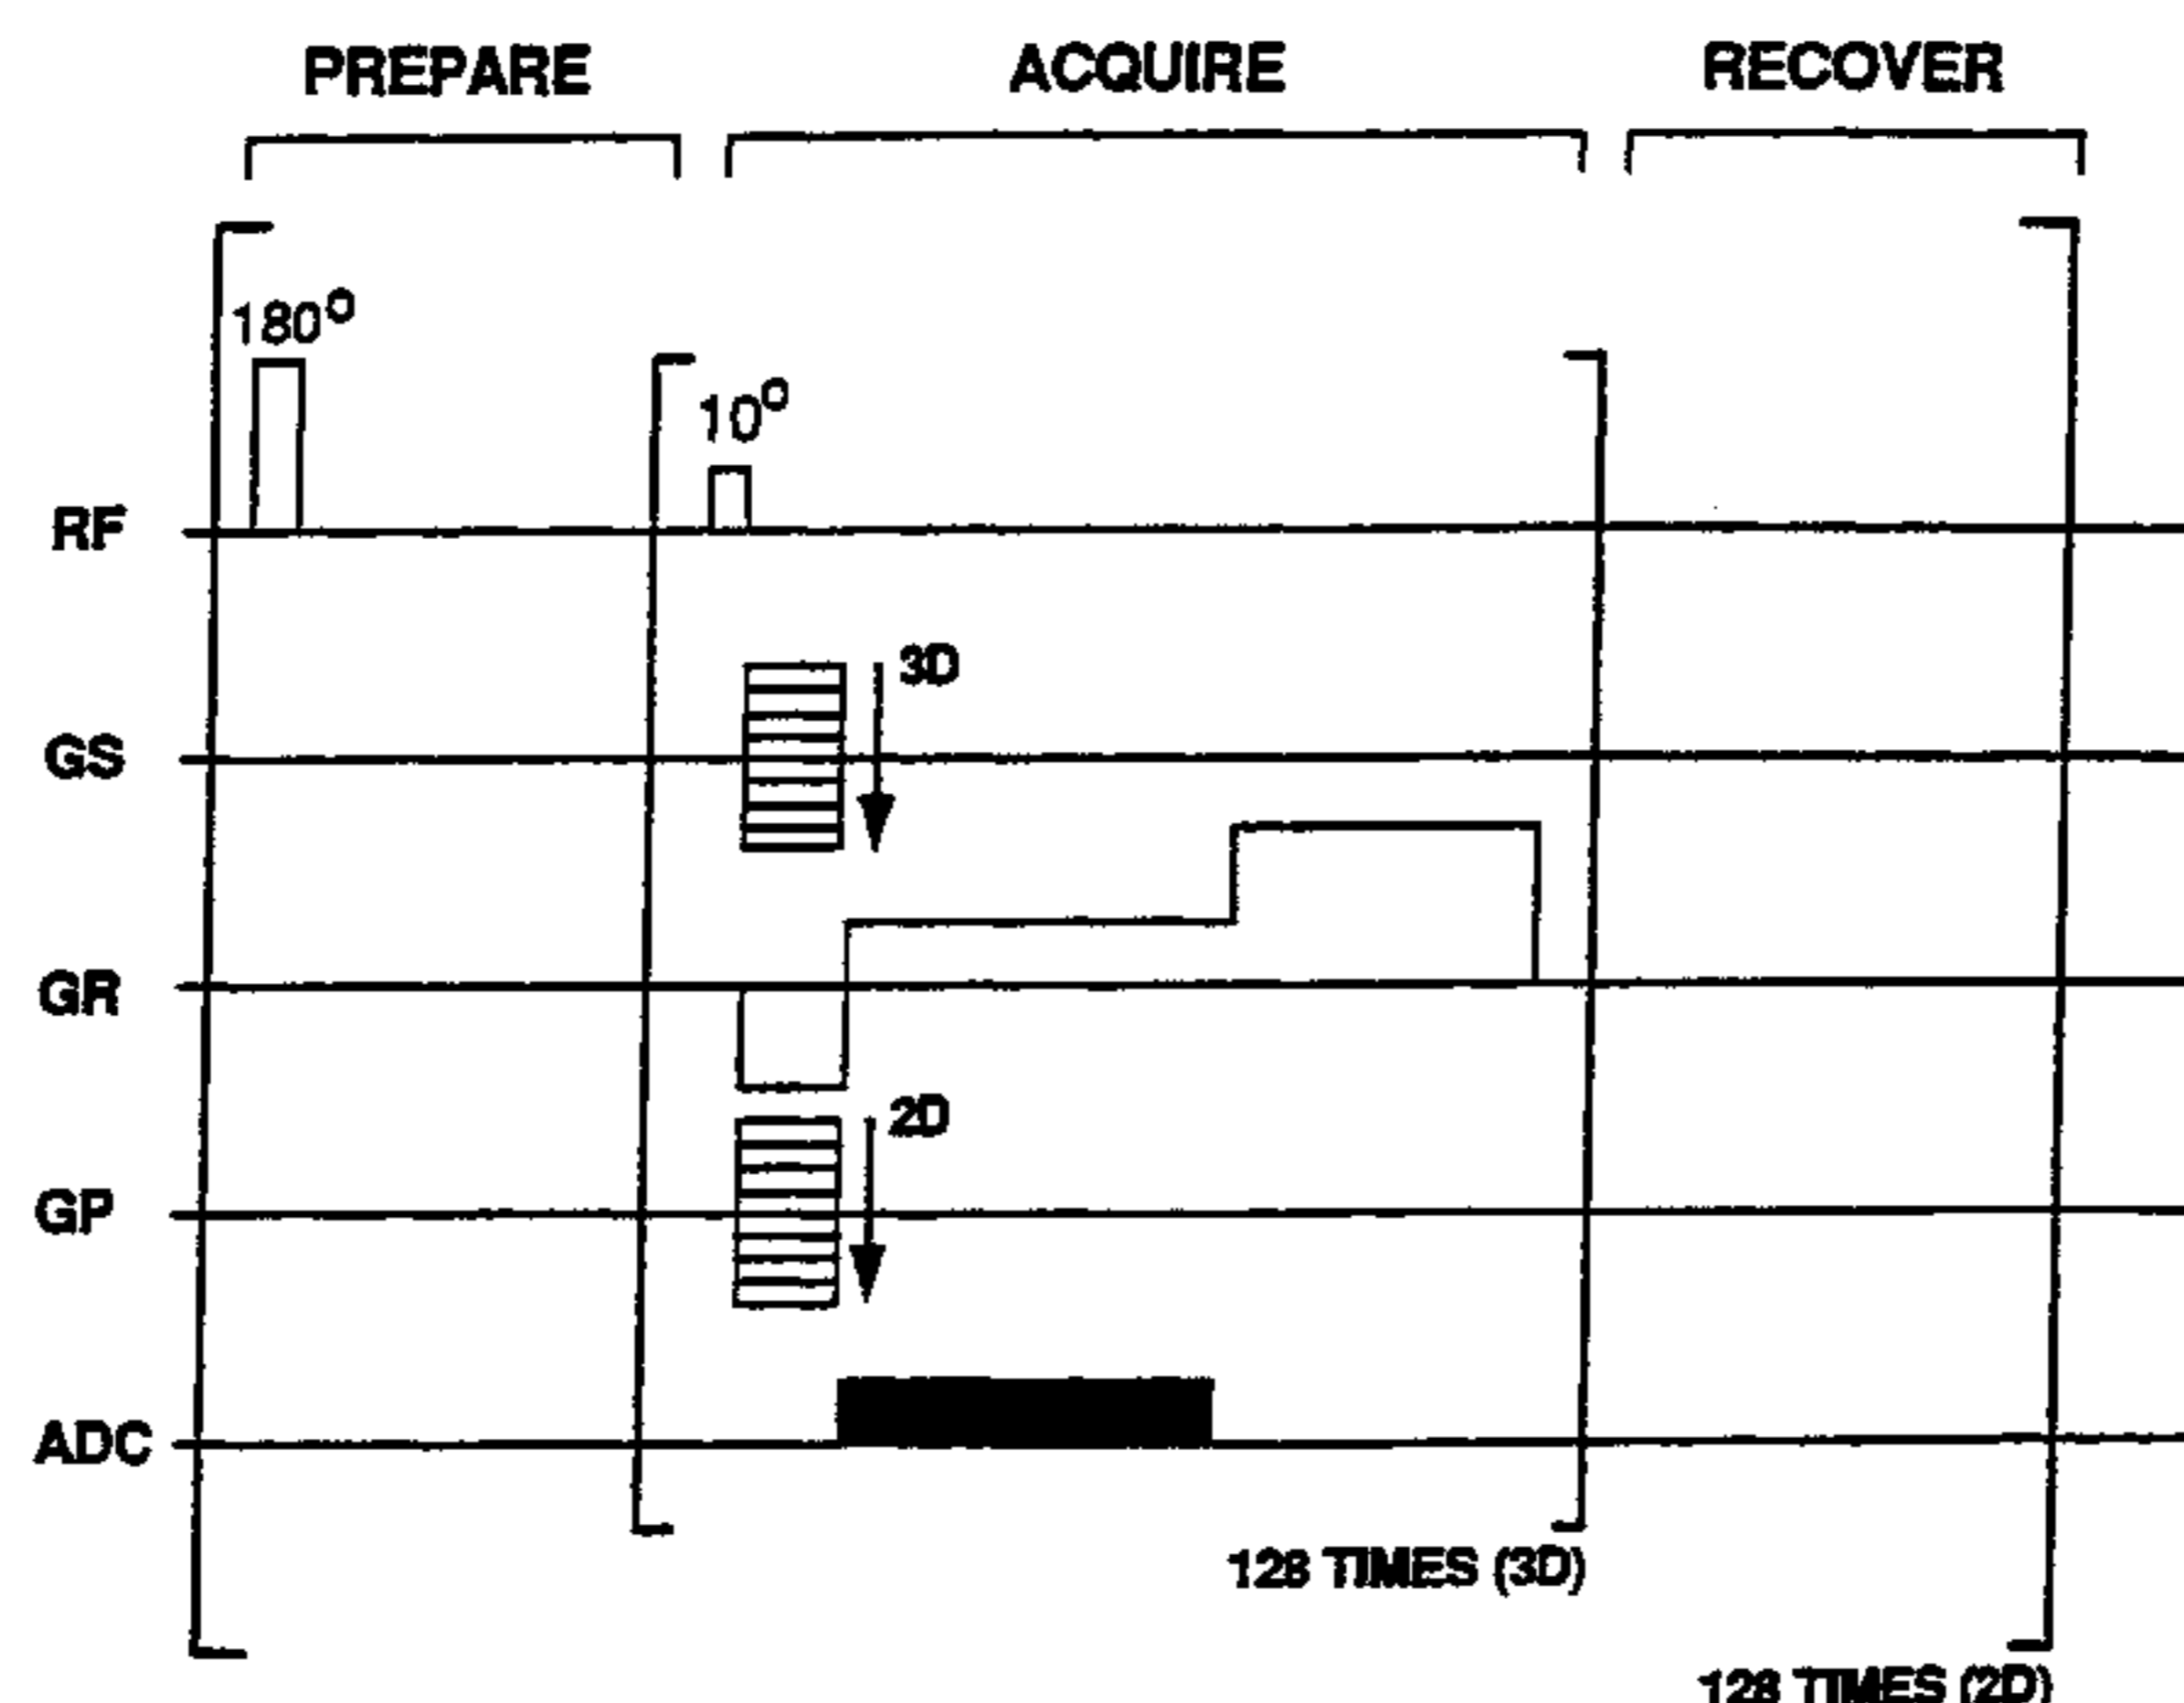 PREPARE
ACQUIRE
RECOVER
180°
10°
RF
3D
GS
GR
2D
GP
ADC
128 TIMES (3D)
128 TIMES (2D)